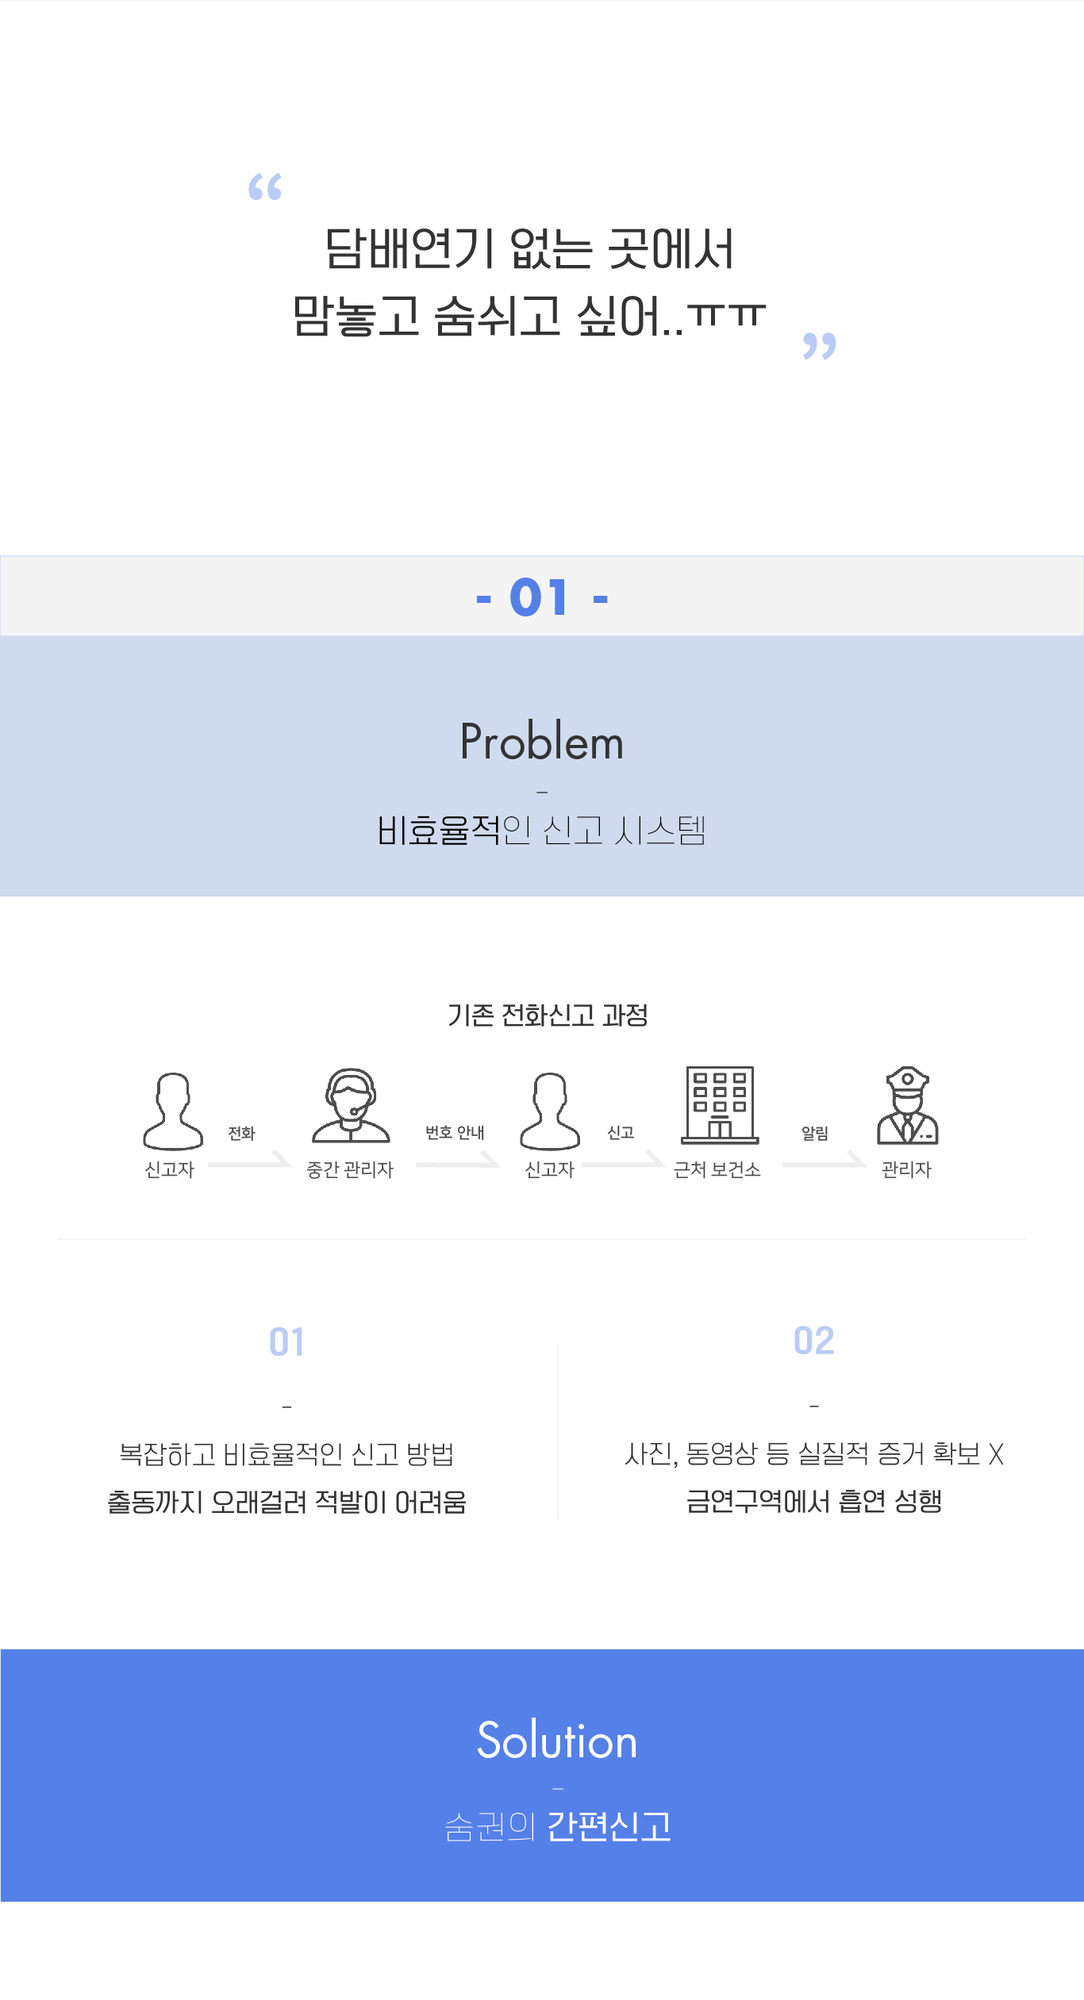 “
담배연기 없는 곳에서
맘놓고 숨쉬고 싶어..ㅠㅠ
”
- 01 -
Problem
–
비효율적인 신고 시스템
기존 전화신고 과정
신고자
전화
중간 관리자
번호 안내
신고자
신고
근처 보건소
알림
관리자
01
–
복잡하고 비효율적인 신고 방법
출동까지 오래걸려 적발이 어려움
02
–
사진, 동영상 등 실질적 증거 확보 X
금연구역에서 흡연 성행
Solution
–
숨권의 간편신고